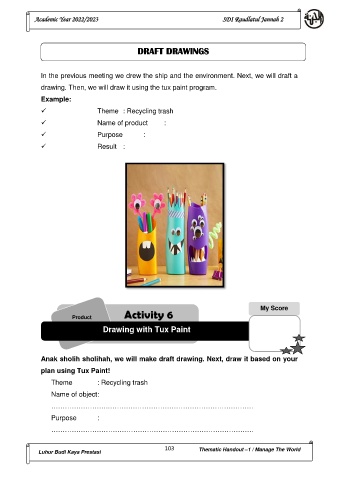 Academic Year 2022/2023 SDI Raudlatul Jannah 2
DRAFT DRAWINGS
In the previous meeting we drew the ship and the environment. Next, we will draft a
drawing. Then, we will draw it using the tux paint program.
Example:
✓ Theme : Recycling trash
✓ Name of product :
✓ Purpose :
✓ Result :
Product
Activity 6
My Score
Drawing with Tux Paint
Anak sholih sholihah, we will make draft drawing. Next, draw it based on your
plan using Tux Paint!
Theme : Recycling trash
Name of object:
Purpose :
Luhur Budi Kaya Prestasi 103 Thematic Handout –1 / Manage The World